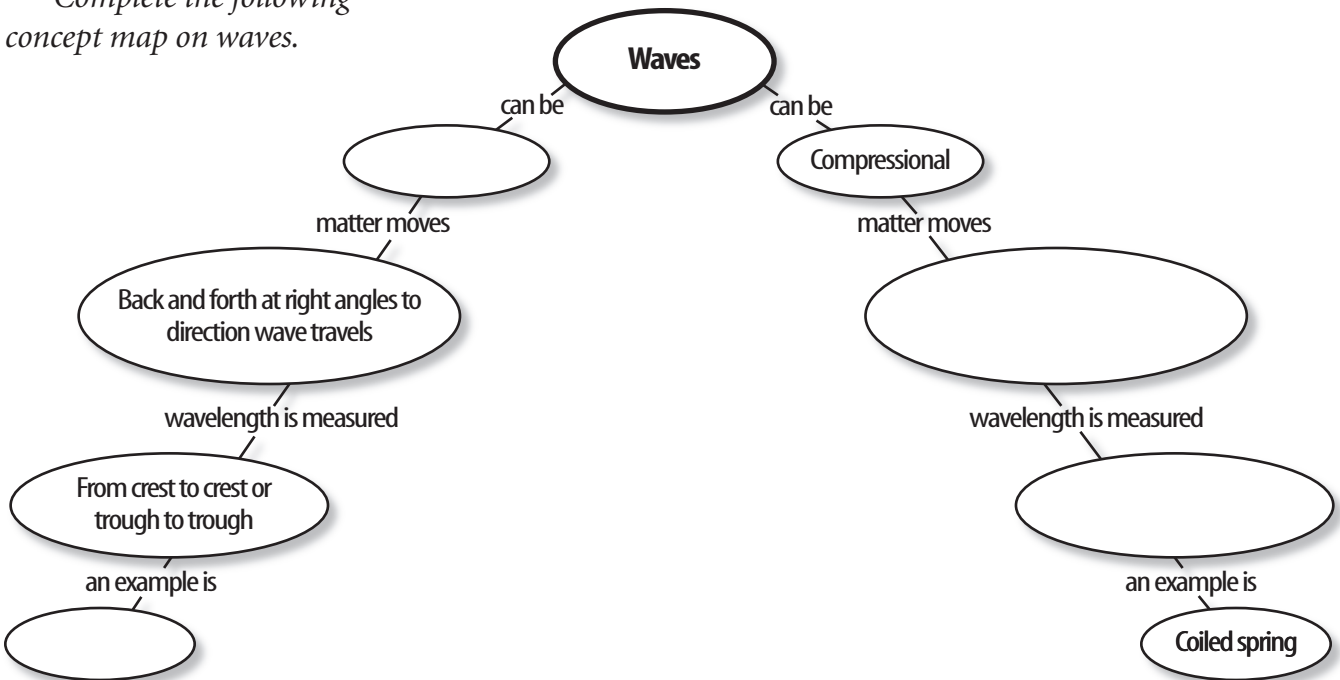 Complete the following
concept map on waves.
Waves
can be
can be
Compressional
matter moves
matter moves
Back and forth at right angles to
direction wave travels
wavelength is measured
wavelength is measured
From crest to crest or
trough to trough
an example is
an example is
Coiled spring